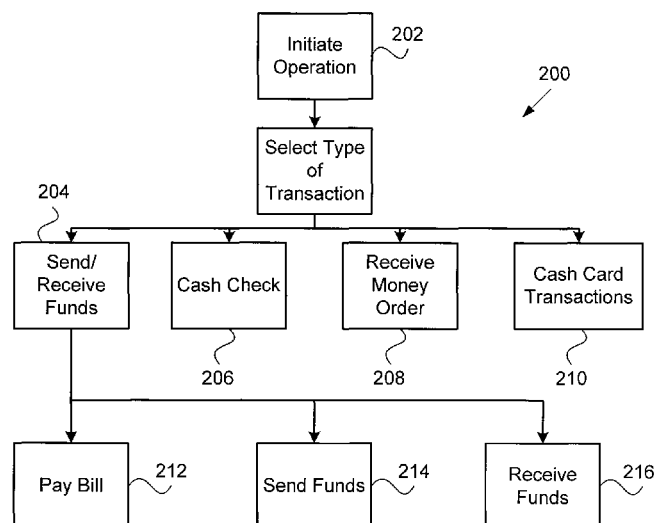 Initiate
Operation
202
200
Select Type
of
Transaction
204
Send/
Receive
Funds
Cash Check
Receive
Money
Order
Cash Card
Transactions
206
208
210
Pay Bill
212
Send Funds
214
Receive
Funds
216